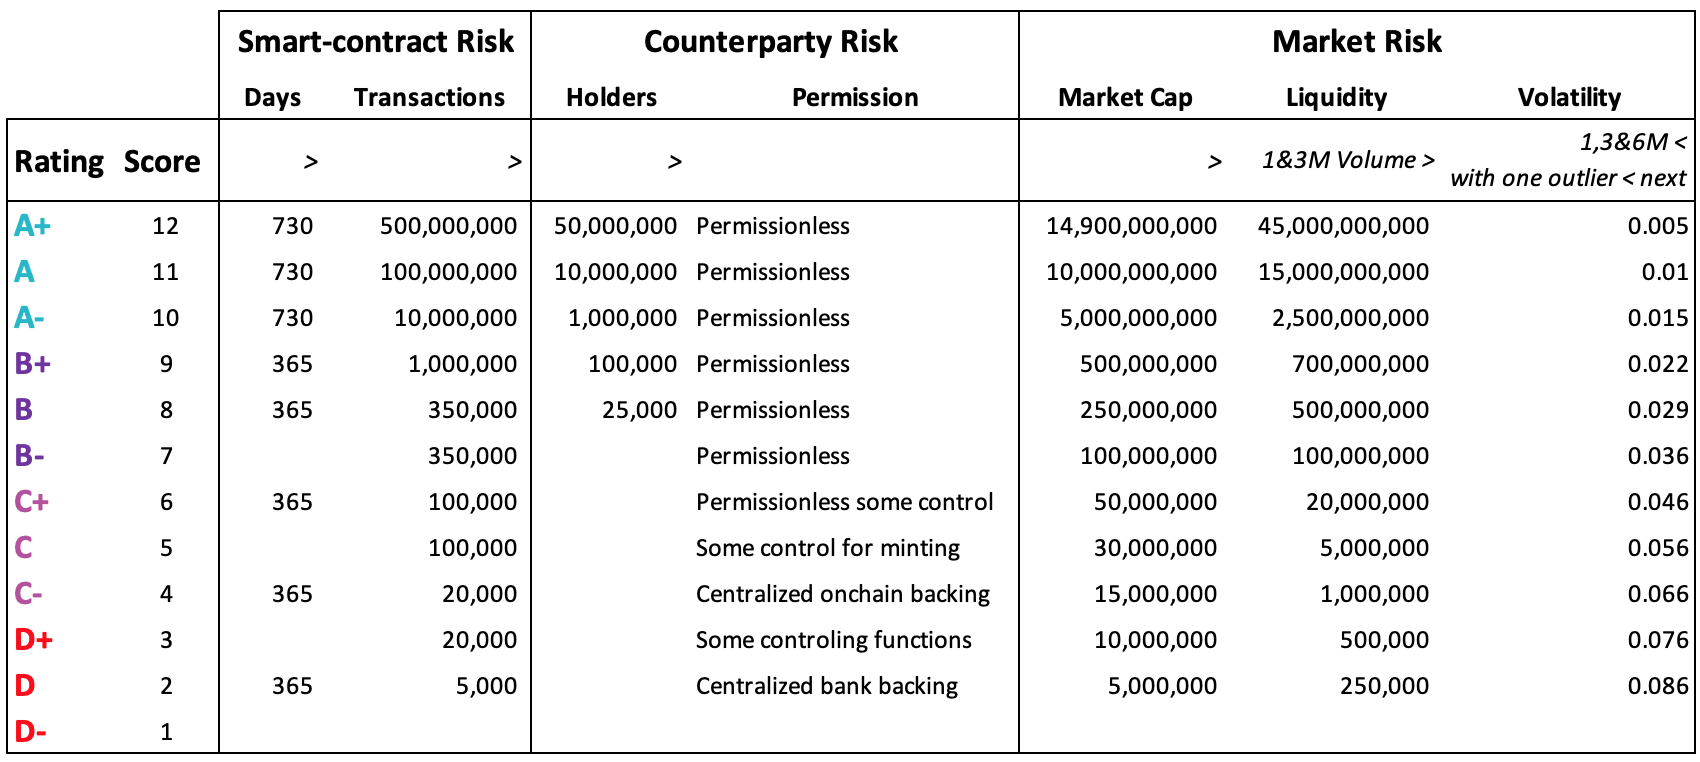 Smart-contract Risk Counterparty Risk Market Risk
Days Transactions Holders Permission Market Cap Liquidity Volatility
Rating Score > > > > 1&3M Volume > 1,3&6M <
with one outlier < next
A+ 12 730 500,000,000 50,000,000 Permissionless 14,900,000,000 45,000,000,000 0.005
A 11 730 100,000,000 10,000,000 Permissionless 10,000,000,000 15,000,000,000 0.01
A- 10 730 10,000,000 1,000,000 Permissionless 5,000,000,000 2,500,000,000 0.015
B+ 9 365 1,000,000 100,000 Permissionless 500,000,000 700,000,000 0.022
B 8 365 350,000 25,000 Permissionless 250,000,000 500,000,000 0.029
B- 7 350,000 Permissionless 100,000,000 100,000,000 0.036
C+ 6 365 100,000 Permissionless some control 50,000,000 20,000,000 0.046
C 5 100,000 Some control for minting 30,000,000 5,000,000 0.056
C- 4 365 20,000 Centralized onchain backing 15,000,000 1,000,000 0.066
D+ 3 20,000 Some controling functions 10,000,000 500,000 0.076
D 2 365 5,000 Centralized bank backing 5,000,000 250,000 0.086
D- 1